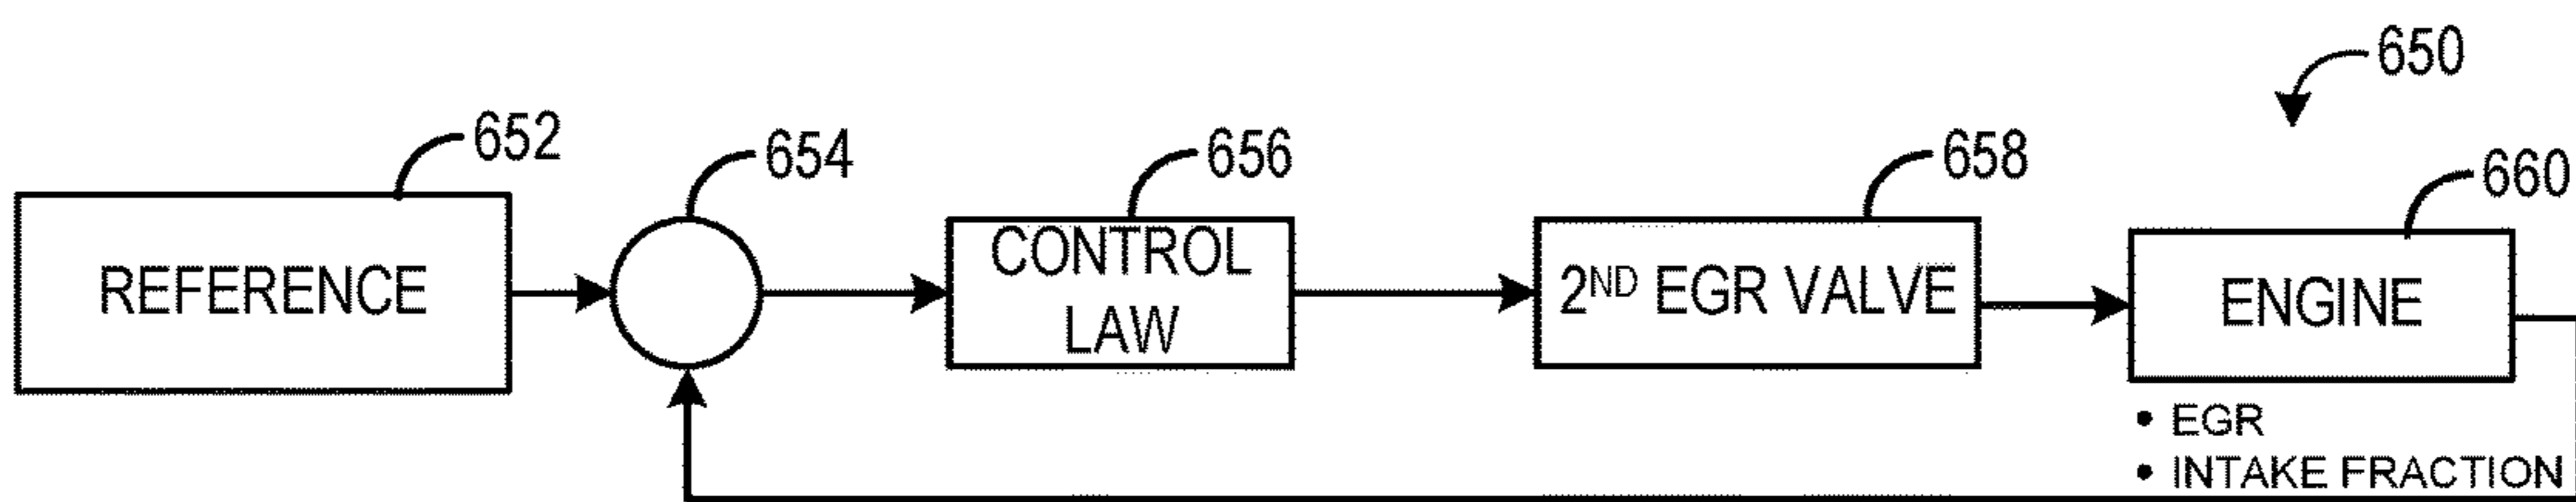 650
652
654
656
658
660
REFERENCE
CONTROL
LAW
2ND EGR VALVE
ENGINE
• EGR
• INTAKE FRACTION